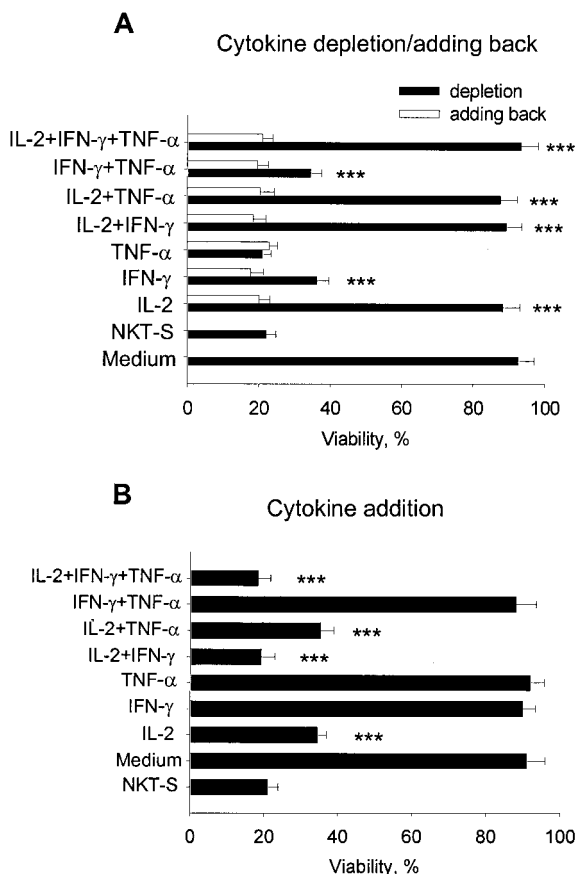 A
Cytokine depletion/adding back
depletion
adding back
IL-2+IFN-γ+TNF-α
***
IFN-γ+TNF-α
***
IL-2+TNF-α
***
IL-2+IFN-γ
***
TNF-α
IFN-γ
***
IL-2
***
NKT-S
Medium
0 20 40 60 80 100
Viability, %
B
Cytokine addition
IL-2+IFN-γ+TNF-α
***
IFN-γ+TNF-α
IL-2+TNF-α
***
IL-2+IFN-γ
***
TNF-α
IFN-γ
IL-2
***
Medium
NKT-S
0 20 40 60 80 100
Viability, %